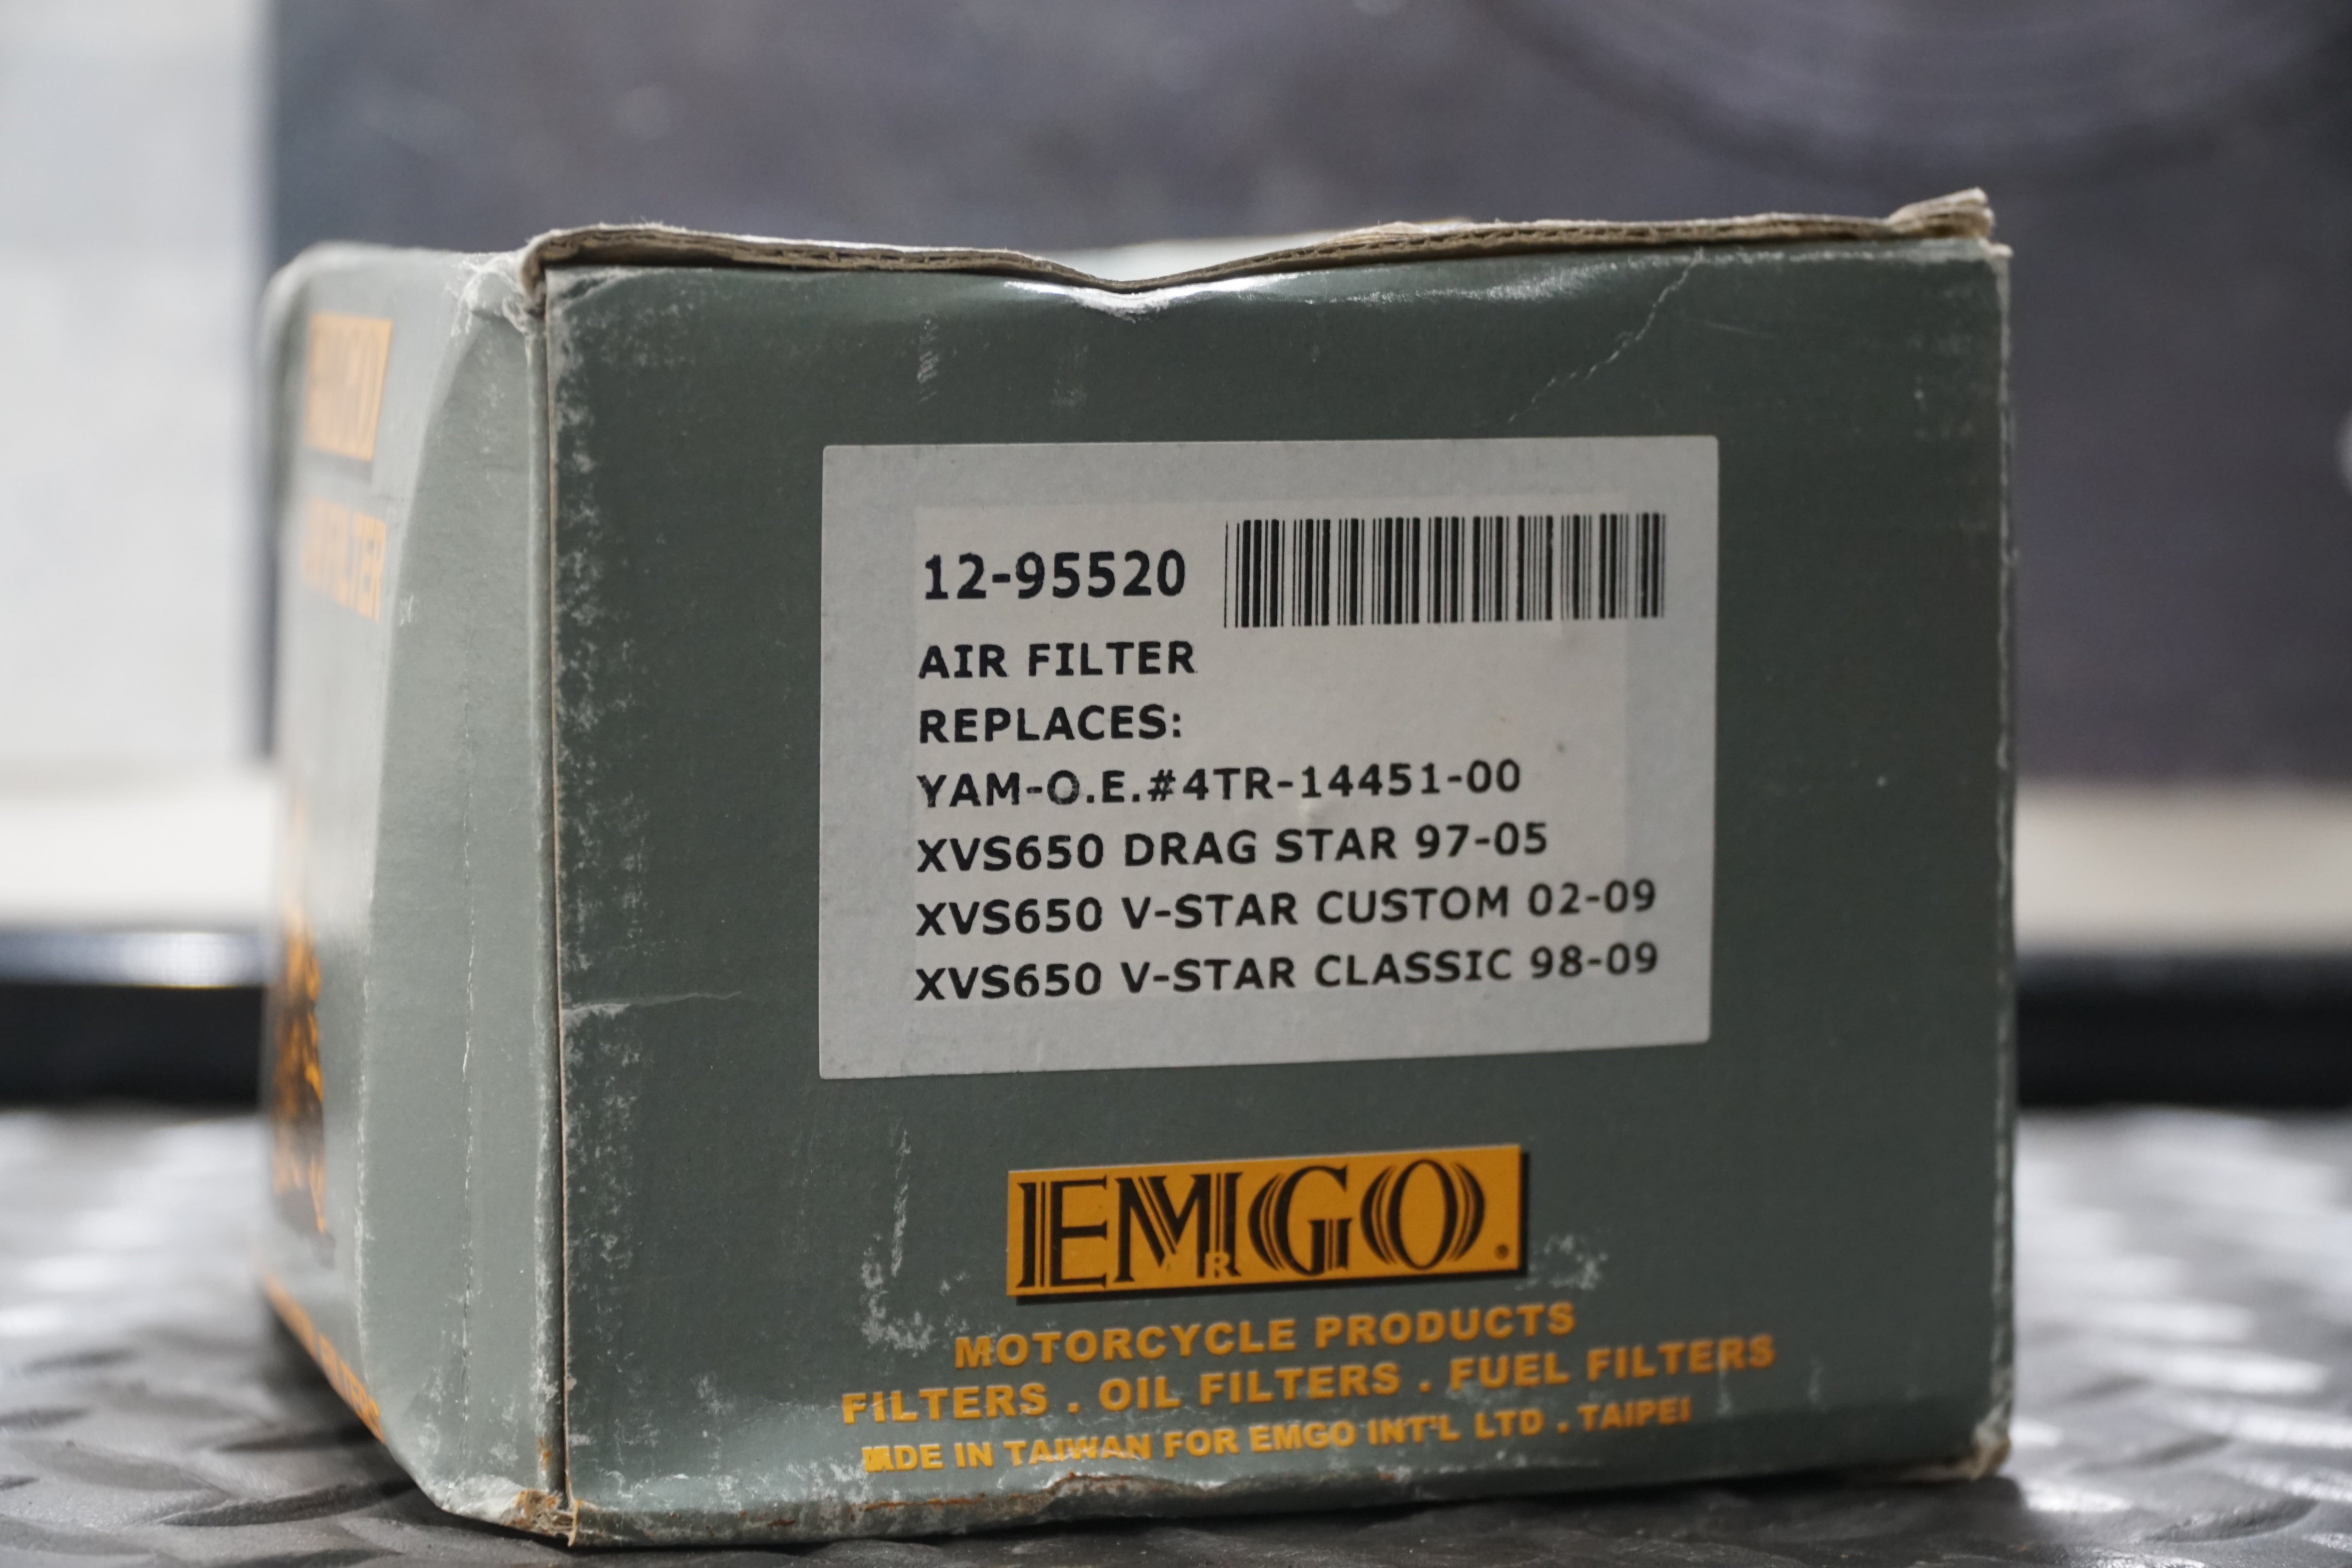 12-95520
AIR FILTER
REPLACES:
YAM-O.E.#4TR-14451-00
XVS650 DRAG STAR 97-05
XVS650 V-STAR CUSTOM 02-09
XVS650 V-STAR CLASSIC 98-09
EMGO
MOTORCYCLE PRODUCTS
FILTERS . OIL FILTERS . FUEL FILTERS
IN TAIWAN FOR EMGO INT'L LTD . TAIPEI